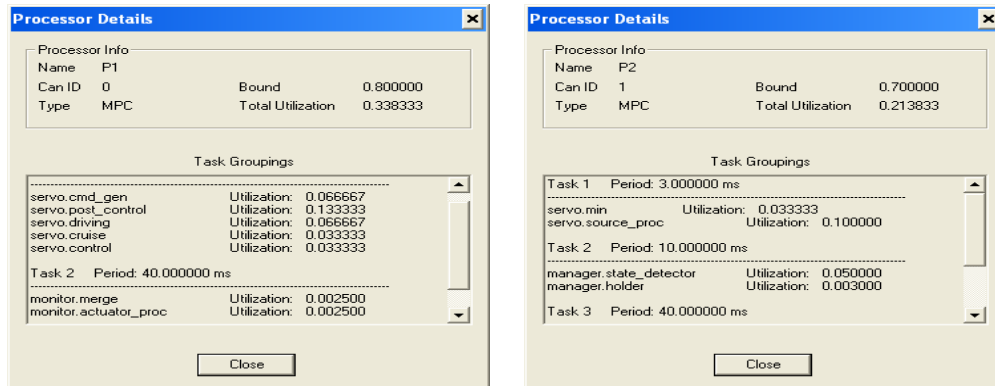 Processor Details
Processor Info
Name P1
Can ID 0 Bound 0.800000
Type MPC Total Utilization 0.338333
Task Groupings
servo.cmd_gen Utilization: 0.066667
servo.post_control Utilization: 0.133333
servo.driving Utilization: 0.066667
servo.cruise Utilization: 0.033333
servo.control Utilization: 0.033333
Task 2 Period: 40.000000 ms
monitor.merge Utilization: 0.002500
monitor.actuator_proc Utilization: 0.002500
Close
Processor Details
Processor Info
Name P2
Can ID 1 Bound 0.700000
Type MPC Total Utilization 0.213833
Task Groupings
Task 1 Period: 3.000000 ms
servo.min Utilization: 0.033333
servo.source_proc Utilization: 0.100000
Task 2 Period: 10.000000 ms
manager.state_detector Utilization: 0.050000
manager.holder Utilization: 0.003000
Task 3 Period: 40.000000 ms
Close